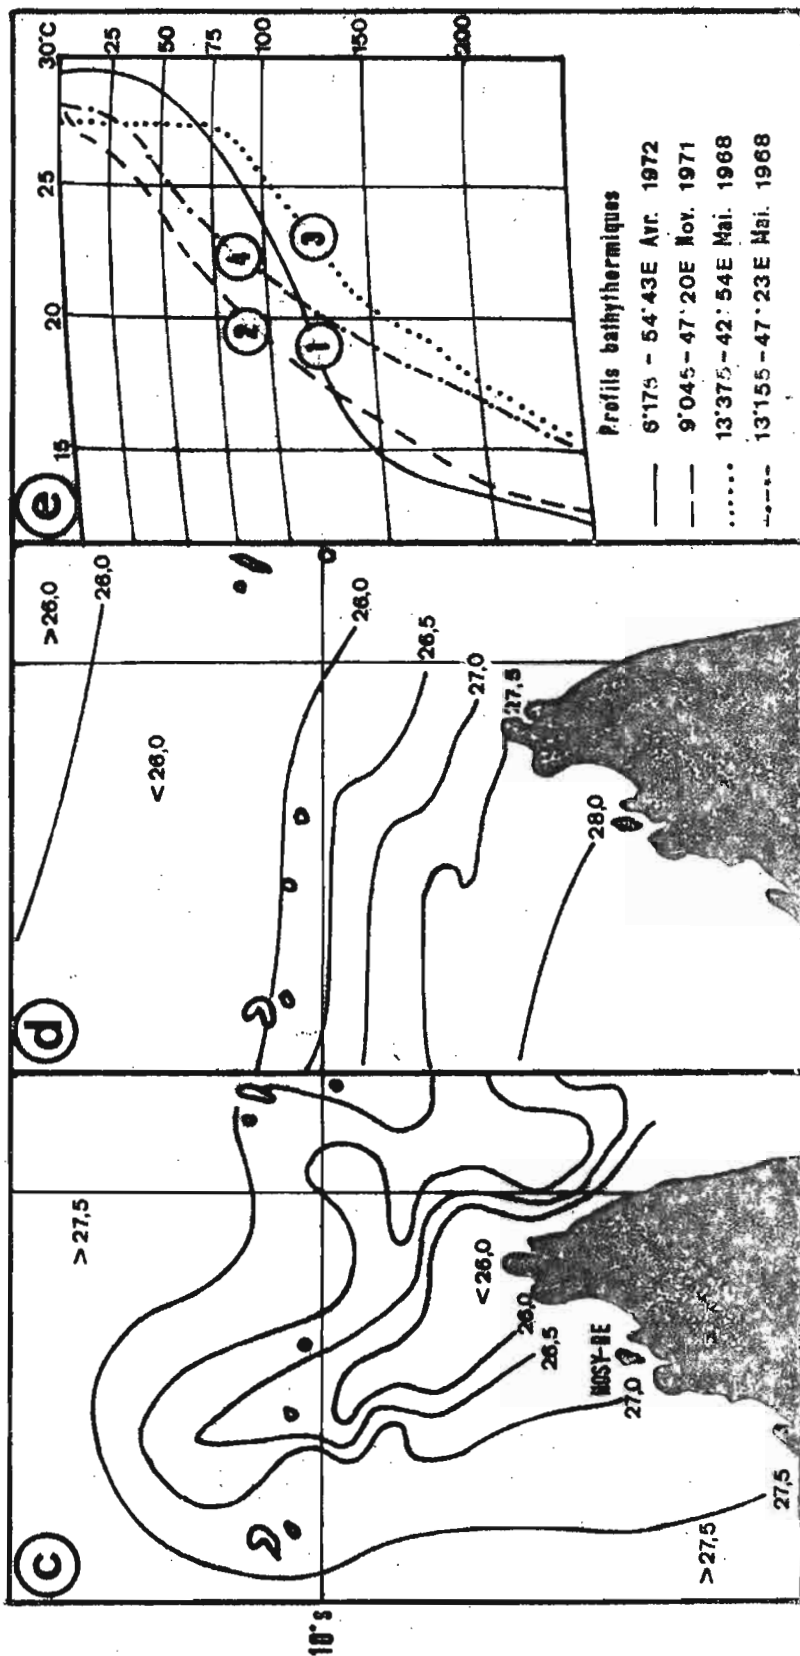 c
>27,5
10°S
<26,0
26,0
26,5
NOSY-BE
27,0
27,5
>27,5
d
>26,0
26,0
<26,0
26,0
26,5
27,0
27,5
28,0
e
30°C
25
20
15
25
50
75
100
150
200
1
2
3
4
Profils bathythermiques
6°17S - 54°43E Avr. 1972
9°04S - 47°20E Nov. 1971
13°37S - 42°54E Mai. 1968
13°15S - 47°23E Mai. 1968